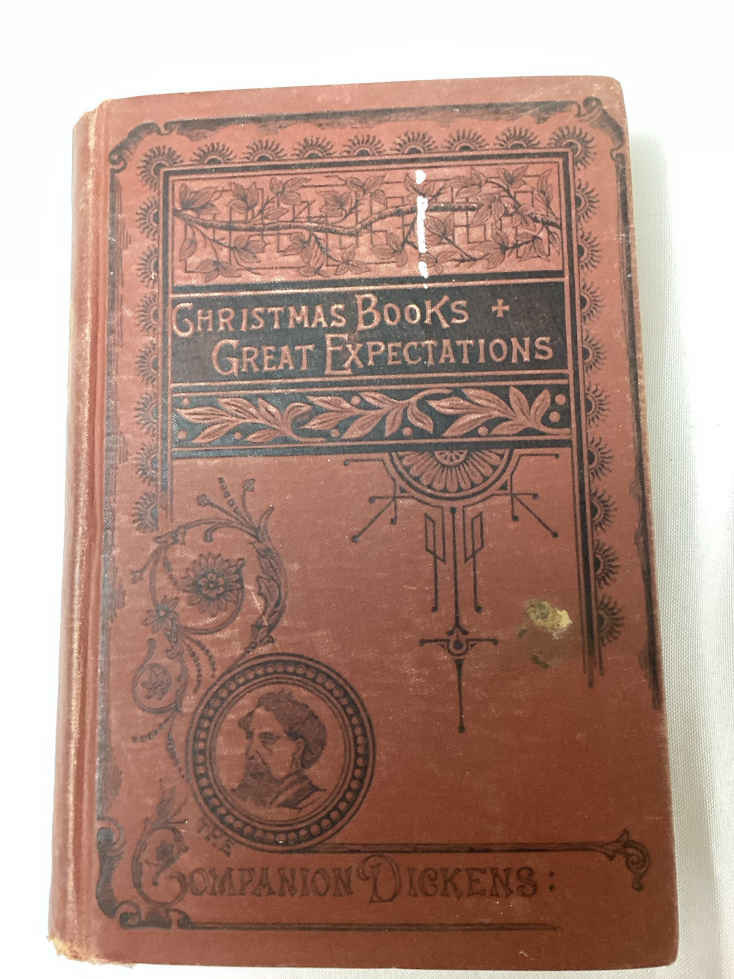 CHRISTMAS BOOKS +
GREAT EXPECTATIONS
THE
COMPANION DICKENS: